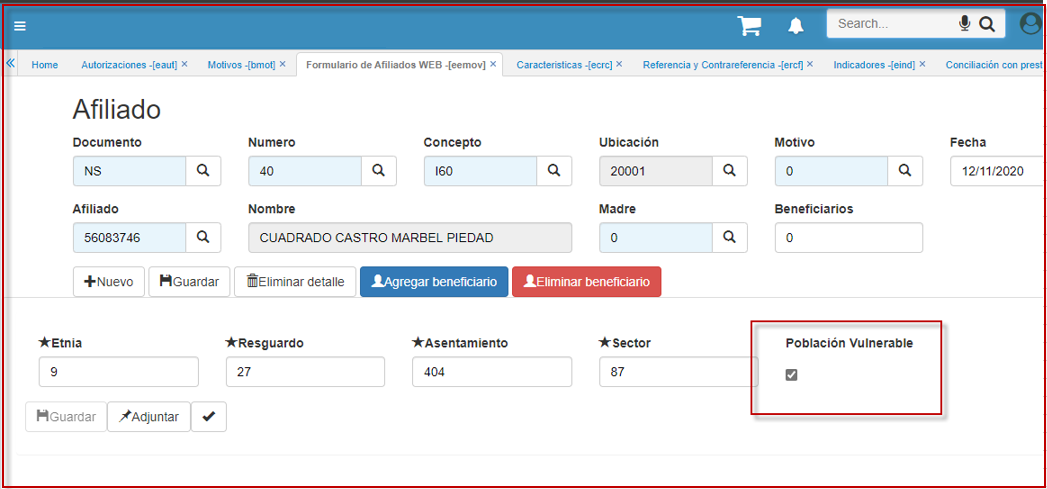 Search...
Home Autorizaciones -[eaut] × Motivos -[bmot] × Formulario de Afiliados WEB -[eemov] × Caracteristicas -[ecrc] × Referencia y Contrareferencia -[ercf] × Indicadores -[eind] × Conciliación con prest
Afiliado
Documento Numero Concepto Ubicación Motivo Fecha
NS 40 I60 20001 0 12/11/2020
Afiliado Nombre Madre Beneficiarios
56083746 CUADRADO CASTRO MARBEL PIEDAD 0 0
Nuevo Guardar Eliminar detalle Agregar beneficiario Eliminar beneficiario
Etnia Resguardo Asentamiento Sector Población Vulnerable
9 27 404 87
Guardar Adjuntar